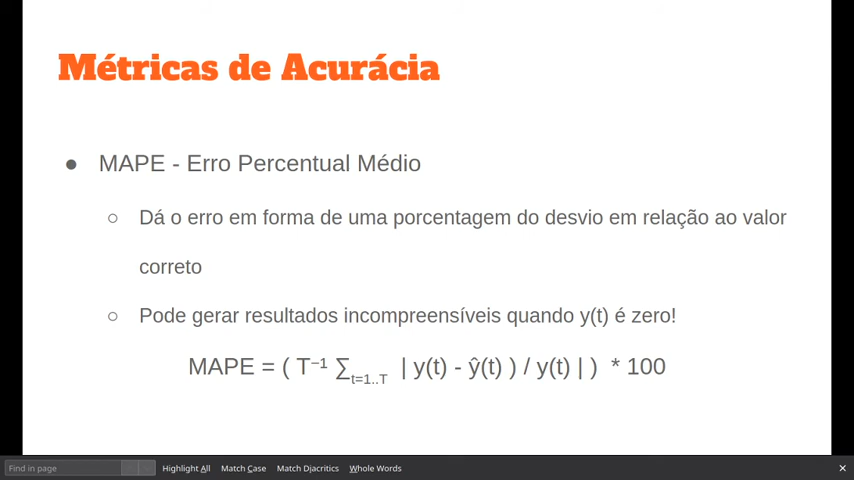 Métricas de Acurácia
● MAPE - Erro Percentual Médio
○ Dá o erro em forma de uma porcentagem do desvio em relação ao valor
correto
○ Pode gerar resultados incompreensíveis quando y(t) é zero!
MAPE = ( T⁻¹ ∑t=1..T | y(t) - ŷ(t) ) / y(t) | ) * 100
Find in page Highlight All Match Case Match Diacritics Whole Words